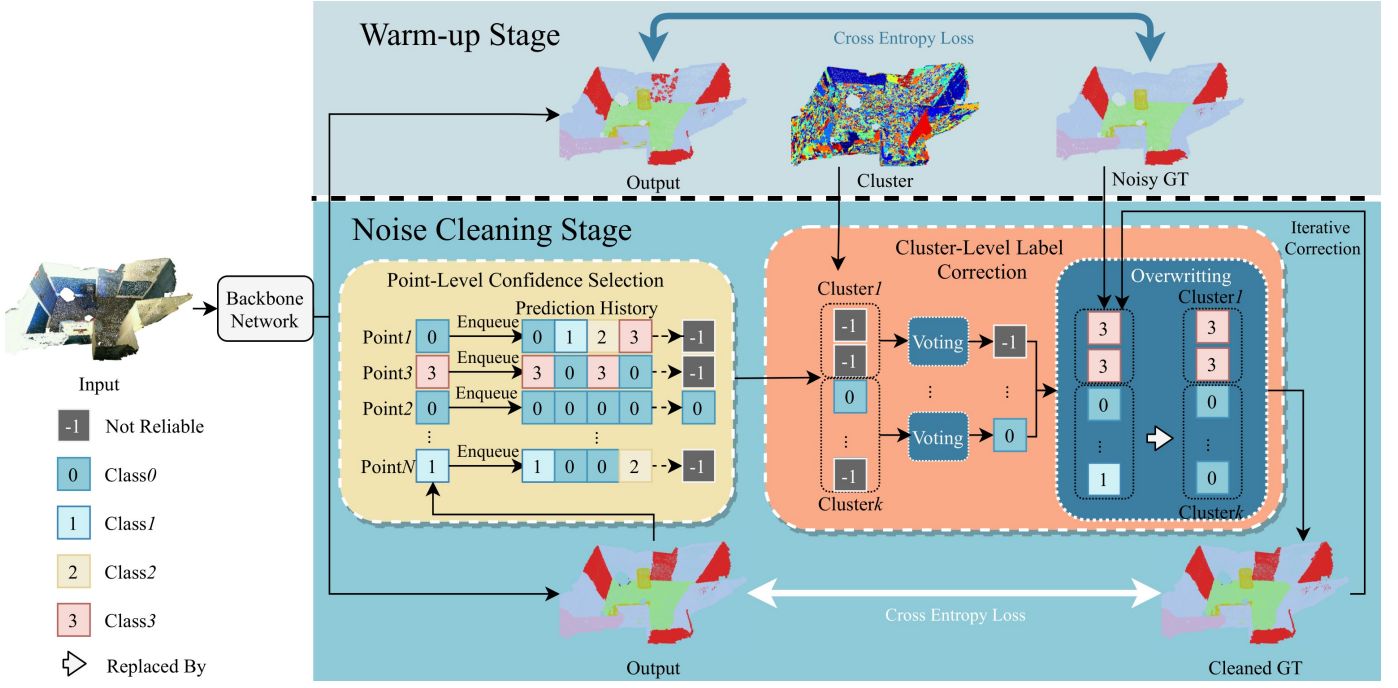 Warm-up Stage
Cross Entropy Loss
Output
Cluster
Noisy GT
Noise Cleaning Stage
Iterative
Correction
Input
Backbone
Network
-1 Not Reliable
0 Class0
1 Class1
2 Class2
3 Class3
Replaced By
Point-Level Confidence Selection
Prediction History
Point1 0 Enqueue 0 1 2 3 -1
Point3 3 Enqueue 3 0 3 0 -1
Point2 0 Enqueue 0 0 0 0 0
⋮ ⋮
PointN 1 Enqueue 1 0 0 2 -1
Cluster-Level Label
Correction
Cluster1
-1
-1
0
⋮
-1
Clusterk
Voting -1
⋮ ⋮
Voting 0
Overwritting
Cluster1
3 3
3 3
0 0
⋮ ⋮
1 0
Clusterk
Output
Cross Entropy Loss
Cleaned GT